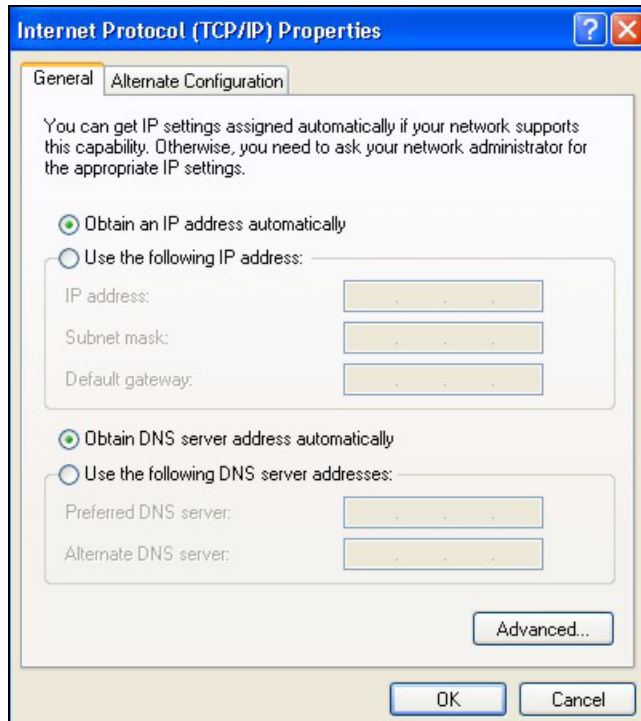 Internet Protocol (TCP/IP) Properties
General
Alternate Configuration
You can get IP settings assigned automatically if your network supports
this capability. Otherwise, you need to ask your network administrator for
the appropriate IP settings.
Obtain an IP address automatically
Use the following IP address:
IP address:
Subnet mask:
Default gateway:
Obtain DNS server address automatically
Use the following DNS server addresses:
Preferred DNS server:
Alternate DNS server:
Advanced...
OK
Cancel